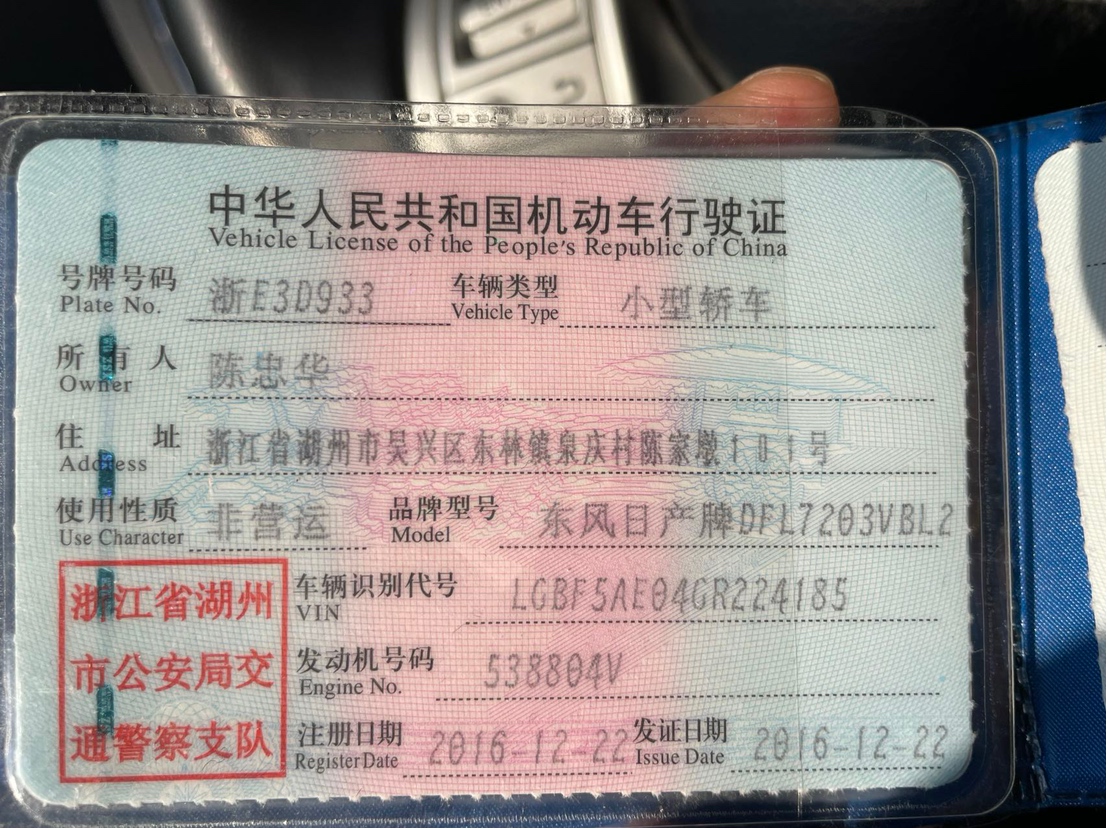 中华人民共和国机动车行驶证
Vehicle License of the People's Republic of China
号牌号码 浙E3D933 车辆类型 小型轿车
Plate No. Vehicle Type
所有人 陈忠华
Owner
住址 浙江省湖州市吴兴区东林镇泉庆村陈家墩101号
Address
使用性质 非营运 品牌型号 东风日产牌DFL7203VBL2
Use Character Model
浙江省湖州 车辆识别代号 LGBF5AE04GR224185
VIN
市公安局交 发动机号码 538804V
Engine No.
通警察支队 注册日期 2016-12-22 发证日期 2016-12-22
Register Date Issue Date